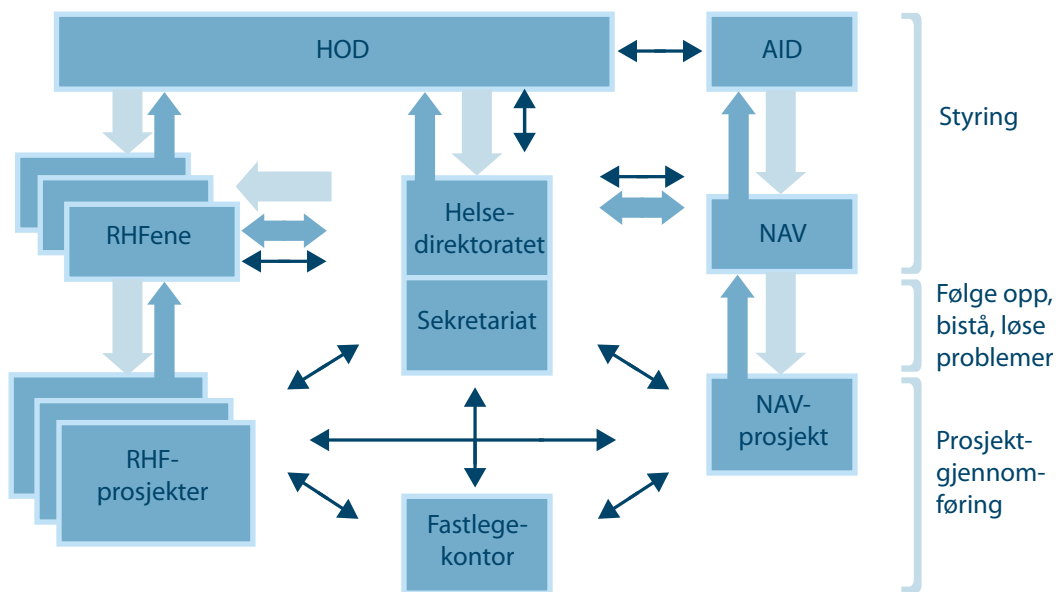 HOD
AID
Styring
RHFene
Helse-
direktoratet
NAV
Sekretariat
Følge opp,
bistå, løse
problemer
RHF-
prosjekter
NAV-
prosjekt
Prosjekt-
gjennom-
føring
Fastlege-
kontor